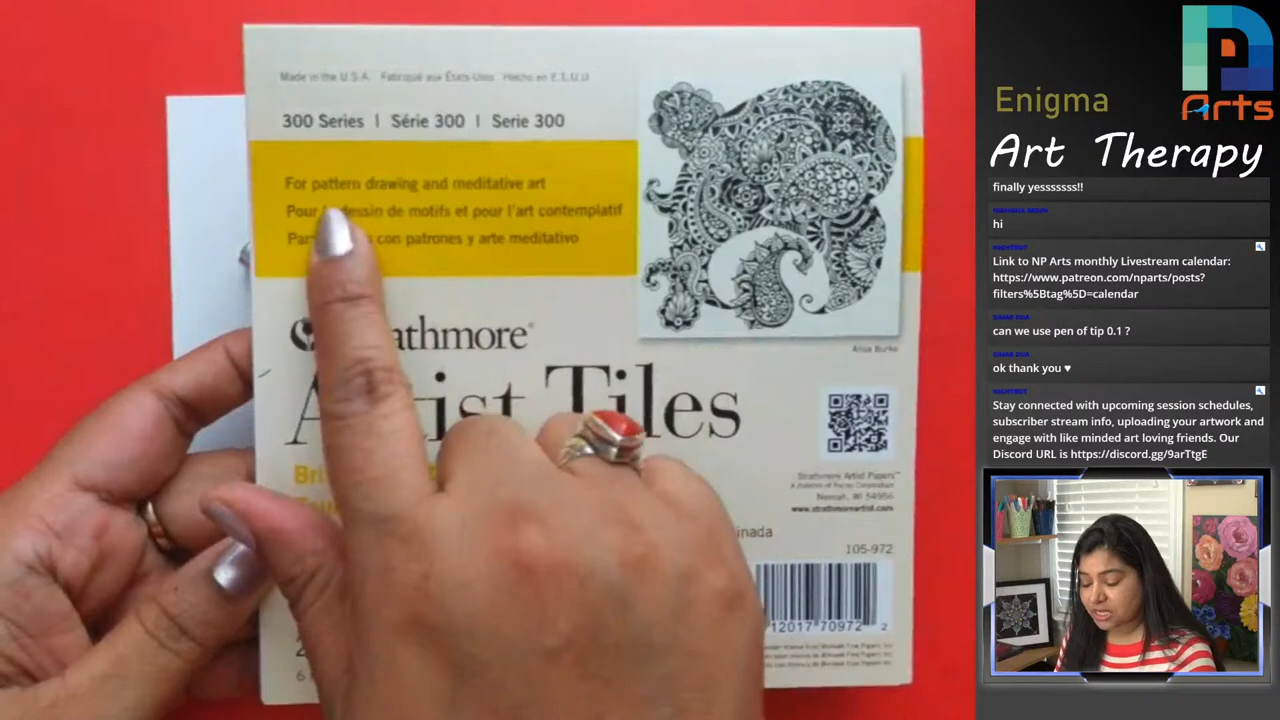 Made in the U.S.A. Fabriqué aux États-Unis Hecho en E.E.U.U
300 Series | Série 300 | Serie 300
For pattern drawing and meditative art
Pour dessin de motifs et pour l'art contemplatif
con patrones y arte meditativo
Strathmore®
Artist Tiles
Alisa Burke
Strathmore Artist Papers™
Neenah, WI 54956
www.strathmoreartist.com
105-972
12017 70972 2
Enigma
Arts
Art Therapy
finally yesssssss!!
hi
NIGHTBOT
Link to NP Arts monthly Livestream calendar:
https://www.patreon.com/nparts/posts?
filters%5Btag%5D=calendar
can we use pen of tip 0.1 ?
ok thank you ♥
NIGHTBOT
Stay connected with upcoming session schedules,
subscriber stream info, uploading your artwork and
engage with like minded art loving friends. Our
Discord URL is https://discord.gg/9arTtgE